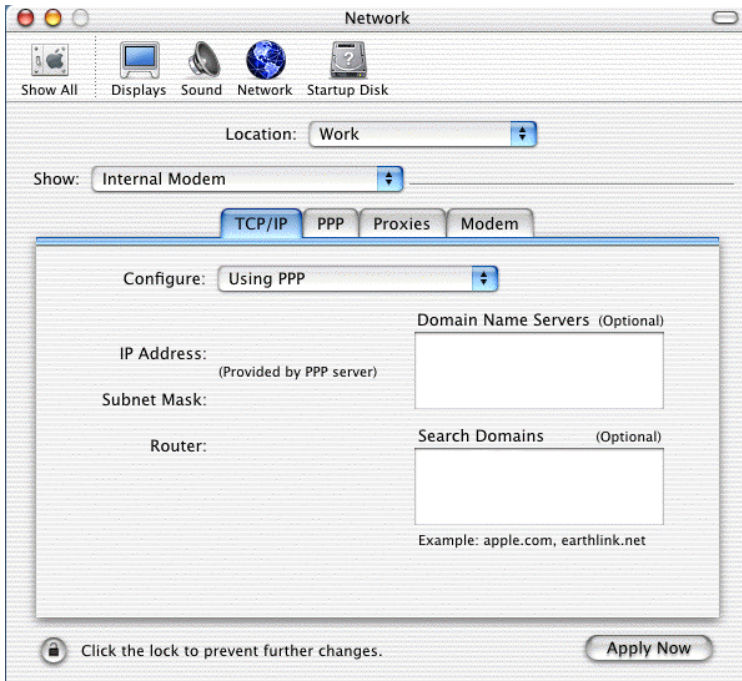 Network
Show All
Displays
Sound
Network
Startup Disk
Location: Work
Show: Internal Modem
TCP/IP
PPP
Proxies
Modem
Configure: Using PPP
Domain Name Servers (Optional)
IP Address:
(Provided by PPP server)
Subnet Mask:
Router:
Search Domains (Optional)
Example: apple.com, earthlink.net
Click the lock to prevent further changes.
Apply Now